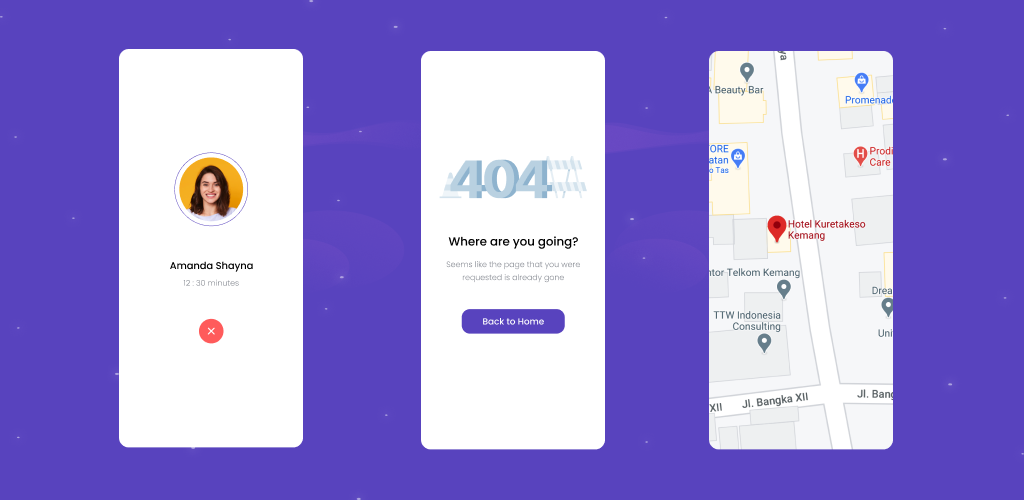 Amanda Shayna
12 : 30 minutes
404
Where are you going?
Seems like the page that you were
requested is already gone
Back to Home
A Beauty Bar
Promenade
ORE
atan
o Tas
Prodi
Care
H
Hotel Kuretakeso
Kemang
ntor Telkom Kemang
TTW Indonesia
Consulting
Drea
Uni
XII
Jl. Bangka XII
Jl. Bang